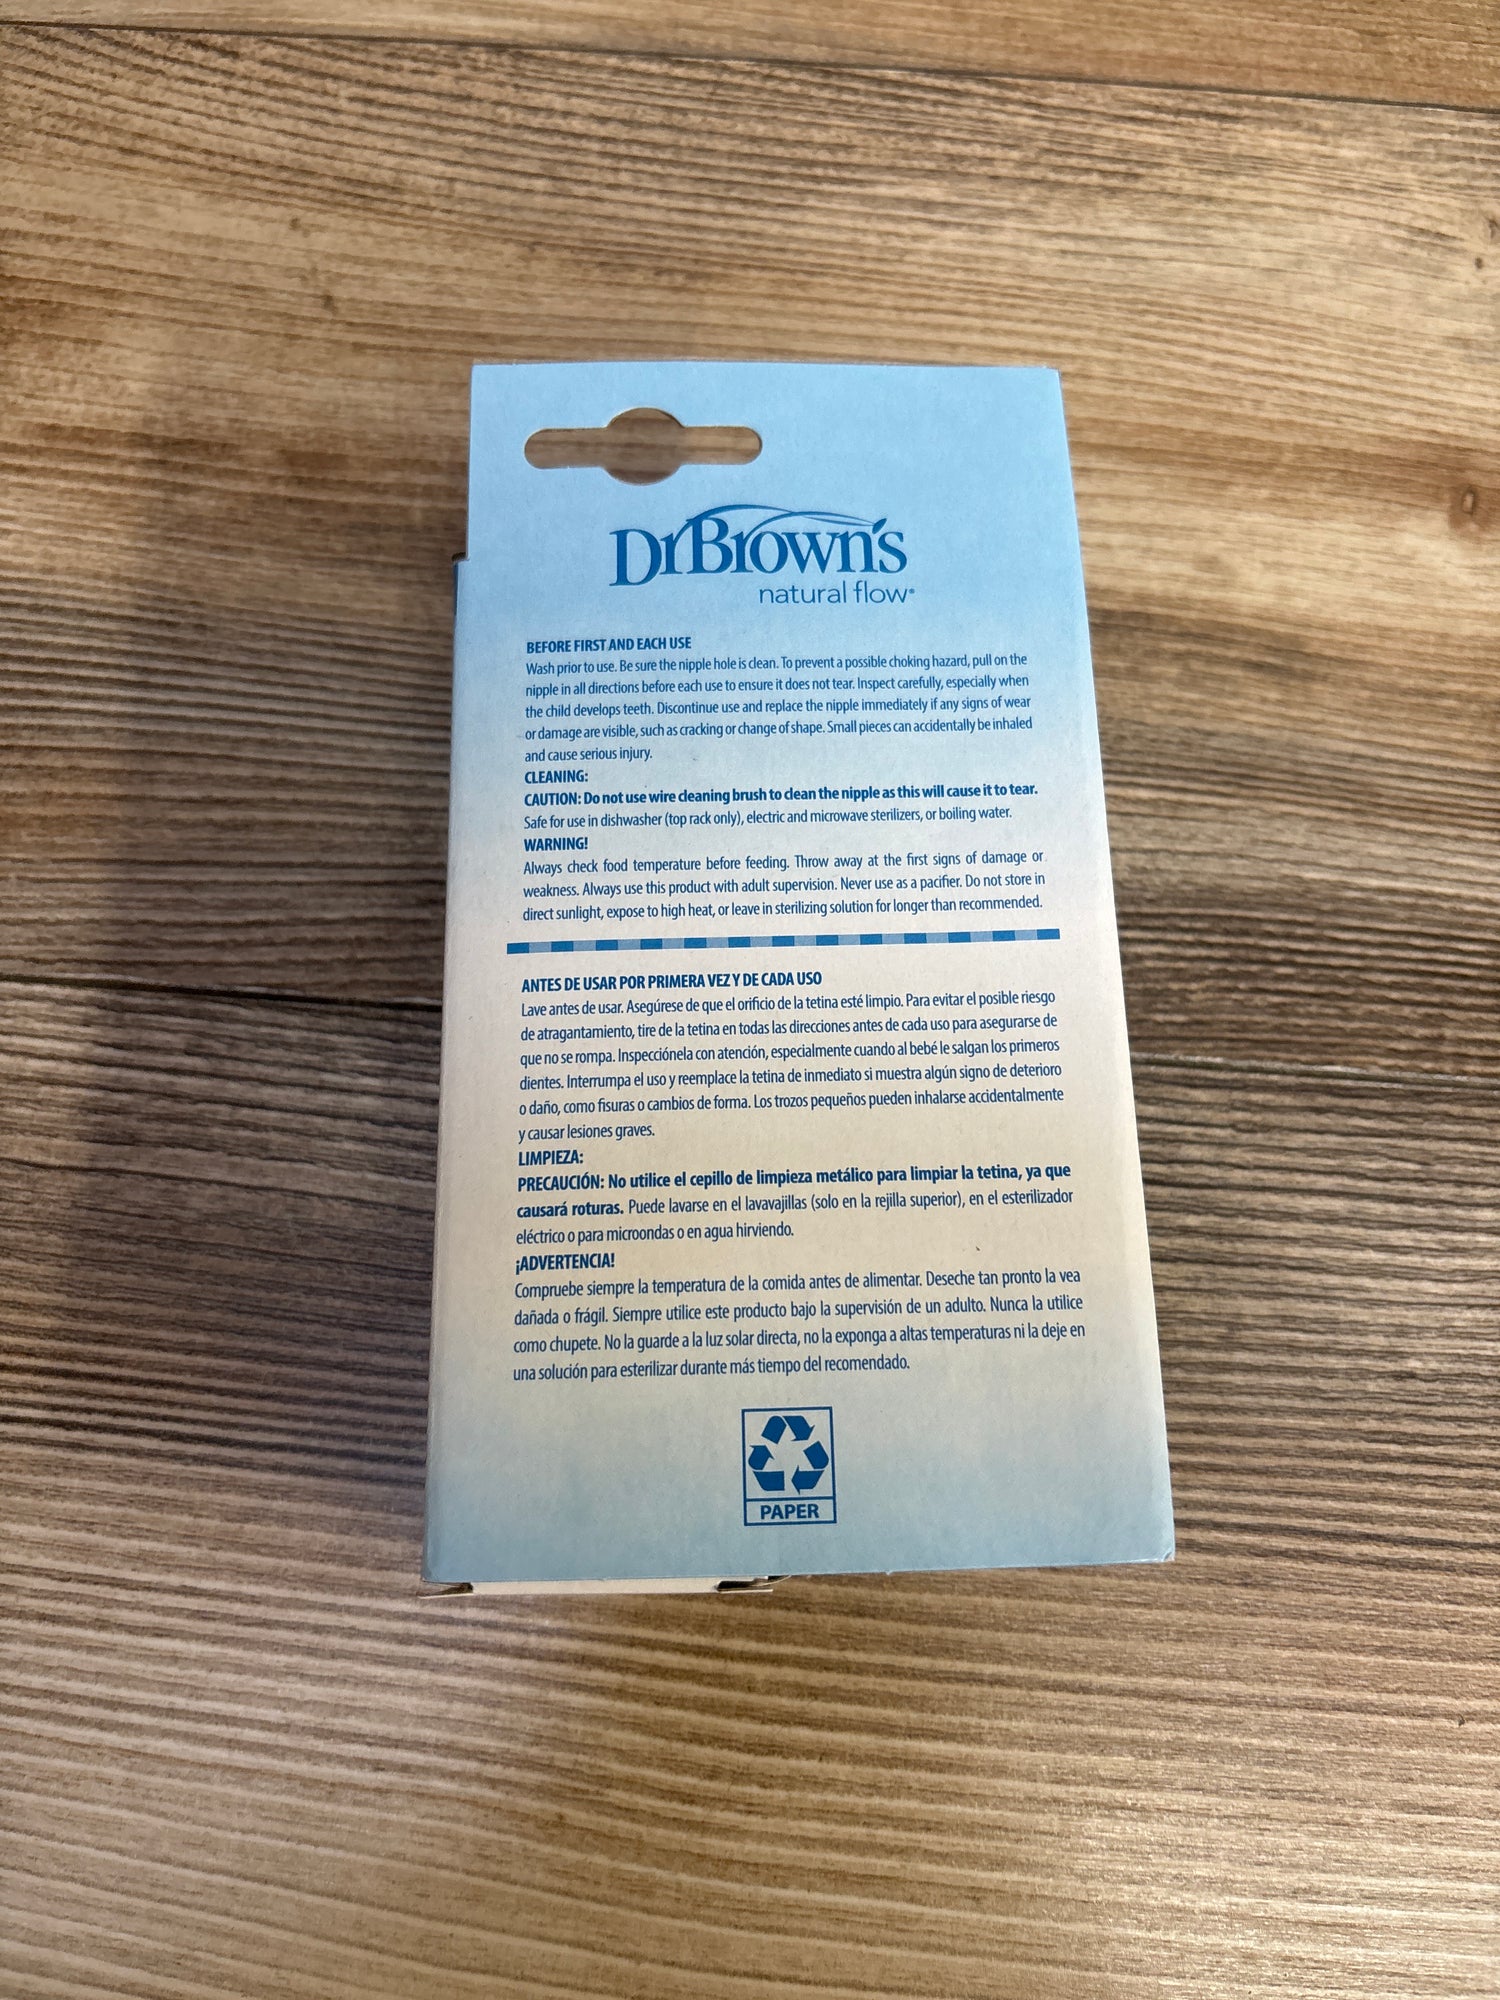 Dr Brown's
natural flow®
BEFORE FIRST AND EACH USE
Wash prior to use. Be sure the nipple hole is clean. To prevent a possible choking hazard, pull on the
nipple in all directions before each use to ensure it does not tear. Inspect carefully, especially when
the child develops teeth. Discontinue use and replace the nipple immediately if any signs of wear
or damage are visible, such as cracking or change of shape. Small pieces can accidentally be inhaled
and cause serious injury.
CLEANING:
CAUTION: Do not use wire cleaning brush to clean the nipple as this will cause it to tear.
Safe for use in dishwasher (top rack only), electric and microwave sterilizers, or boiling water.
WARNING!
Always check food temperature before feeding. Throw away at the first signs of damage or
weakness. Always use this product with adult supervision. Never use as a pacifier. Do not store in
direct sunlight, expose to high heat, or leave in sterilizing solution for longer than recommended.
ANTES DE USAR POR PRIMERA VEZ Y DE CADA USO
Lave antes de usar. Asegúrese de que el orificio de la tetina esté limpio. Para evitar el posible riesgo
de atragantamiento, tire de la tetina en todas las direcciones antes de cada uso para asegurarse de
que no se rompa. Inspecciónela con atención, especialmente cuando al bebé le salgan los primeros
dientes. Interrumpa el uso y reemplace la tetina de inmediato si muestra algún signo de deterioro
o daño, como fisuras o cambios de forma. Los trozos pequeños pueden inhalarse accidentalmente
y causar lesiones graves.
LIMPIEZA:
PRECAUCIÓN: No utilice el cepillo de limpieza metálico para limpiar la tetina, ya que
causará roturas. Puede lavarse en el lavavajillas (solo en la rejilla superior), en el esterilizador
eléctrico o para microondas o en agua hirviendo.
¡ADVERTENCIA!
Compruebe siempre la temperatura de la comida antes de alimentar. Deseche tan pronto la vea
dañada o frágil. Siempre utilice este producto bajo la supervisión de un adulto. Nunca la utilice
como chupete. No la guarde a la luz solar directa, no la exponga a altas temperaturas ni la deje en
una solución para esterilizar durante más tiempo del recomendado.
PAPER